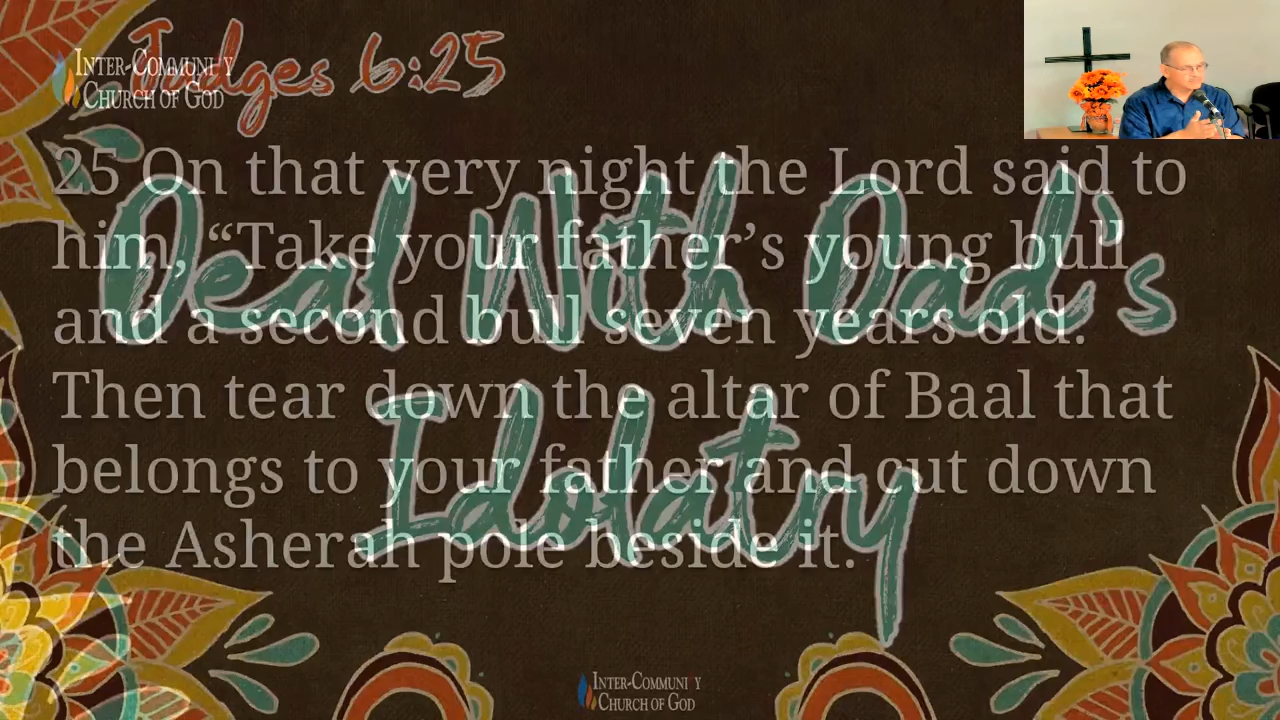 Judges 6:25
INTER-COMMUNITY
CHURCH OF GOD
25 On that very night the Lord said to
him, “Take your father’s young bull
and a second bull seven years old.
Then tear down the altar of Baal that
belongs to your father and cut down
the Asherah pole beside it.
Deal With Dad's
Idolatry
INTER-COMMUNITY
CHURCH OF GOD